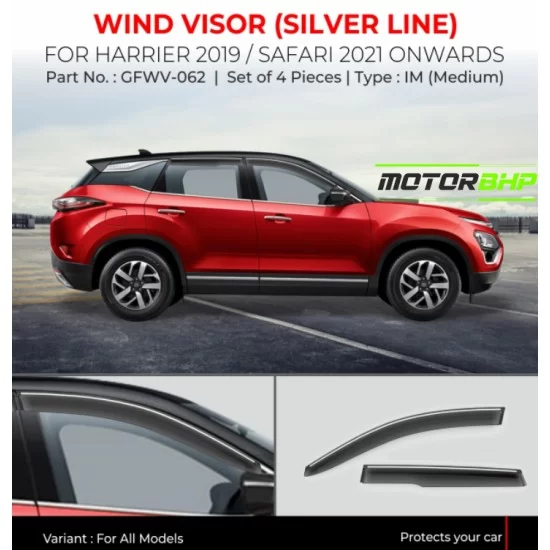 WIND VISOR (SILVER LINE)
FOR HARRIER 2019 / SAFARI 2021 ONWARDS
Part No. : GFWV-062 | Set of 4 Pieces | Type : IM (Medium)
MOTORBHP
Variant : For All Models
Protects your car